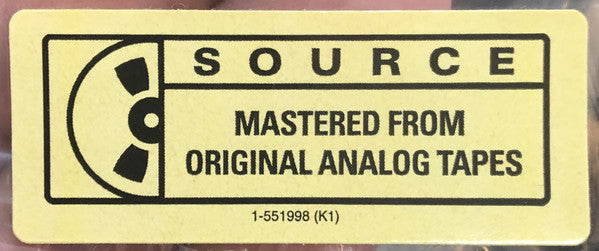 SOURCE
MASTERED FROM
ORIGINAL ANALOG TAPES
1-551998 (K1)